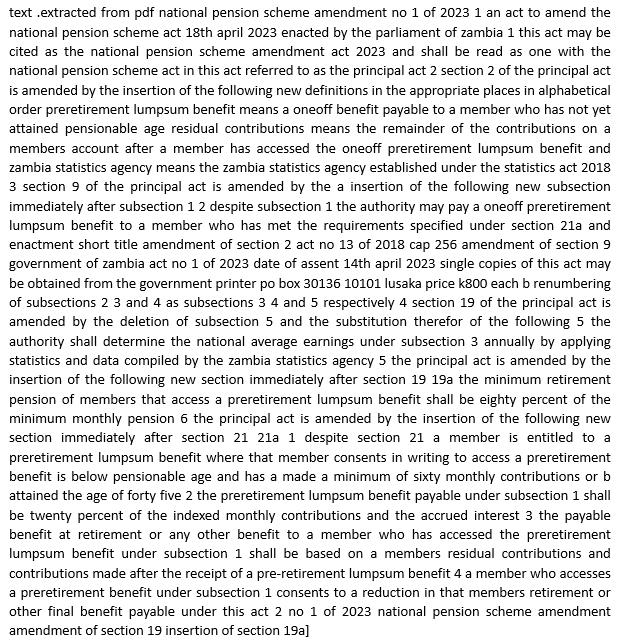 text .extracted from pdf national pension scheme amendment no 1 of 2023 1 an act to amend the
national pension scheme act 18th april 2023 enacted by the parliament of zambia 1 this act may be
cited as the national pension scheme amendment act 2023 and shall be read as one with the
national pension scheme act in this act referred to as the principal act 2 section 2 of the principal act
is amended by the insertion of the following new definitions in the appropriate places in alphabetical
order preretirement lumpsum benefit means a oneoff benefit payable to a member who has not yet
attained pensionable age residual contributions means the remainder of the contributions on a
members account after a member has accessed the oneoff preretirement lumpsum benefit and
zambia statistics agency means the zambia statistics agency established under the statistics act 2018
3 section 9 of the principal act is amended by the a insertion of the following new subsection
immediately after subsection 1 2 despite subsection 1 the authority may pay a oneoff preretirement
lumpsum benefit to a member who has met the requirements specified under section 21a and
enactment short title amendment of section 2 act no 13 of 2018 cap 256 amendment of section 9
government of zambia act no 1 of 2023 date of assent 14th april 2023 single copies of this act may
be obtained from the government printer po box 30136 10101 lusaka price k800 each b renumbering
of subsections 2 3 and 4 as subsections 3 4 and 5 respectively 4 section 19 of the principal act is
amended by the deletion of subsection 5 and the substitution therefor of the following 5 the
authority shall determine the national average earnings under subsection 3 annually by applying
statistics and data compiled by the zambia statistics agency 5 the principal act is amended by the
insertion of the following new section immediately after section 19 19a the minimum retirement
pension of members that access a preretirement lumpsum benefit shall be eighty percent of the
minimum monthly pension 6 the principal act is amended by the insertion of the following new
section immediately after section 21 21a 1 despite section 21 a member is entitled to a
preretirement lumpsum benefit where that member consents in writing to access a preretirement
benefit is below pensionable age and has a made a minimum of sixty monthly contributions or b
attained the age of forty five 2 the preretirement lumpsum benefit payable under subsection 1 shall
be twenty percent of the indexed monthly contributions and the accrued interest 3 the payable
benefit at retirement or any other benefit to a member who has accessed the preretirement
lumpsum benefit under subsection 1 shall be based on a members residual contributions and
contributions made after the receipt of a pre-retirement lumpsum benefit 4 a member who accesses
a preretirement benefit under subsection 1 consents to a reduction in that members retirement or
other final benefit payable under this act 2 no 1 of 2023 national pension scheme amendment
amendment of section 19 insertion of section 19a]